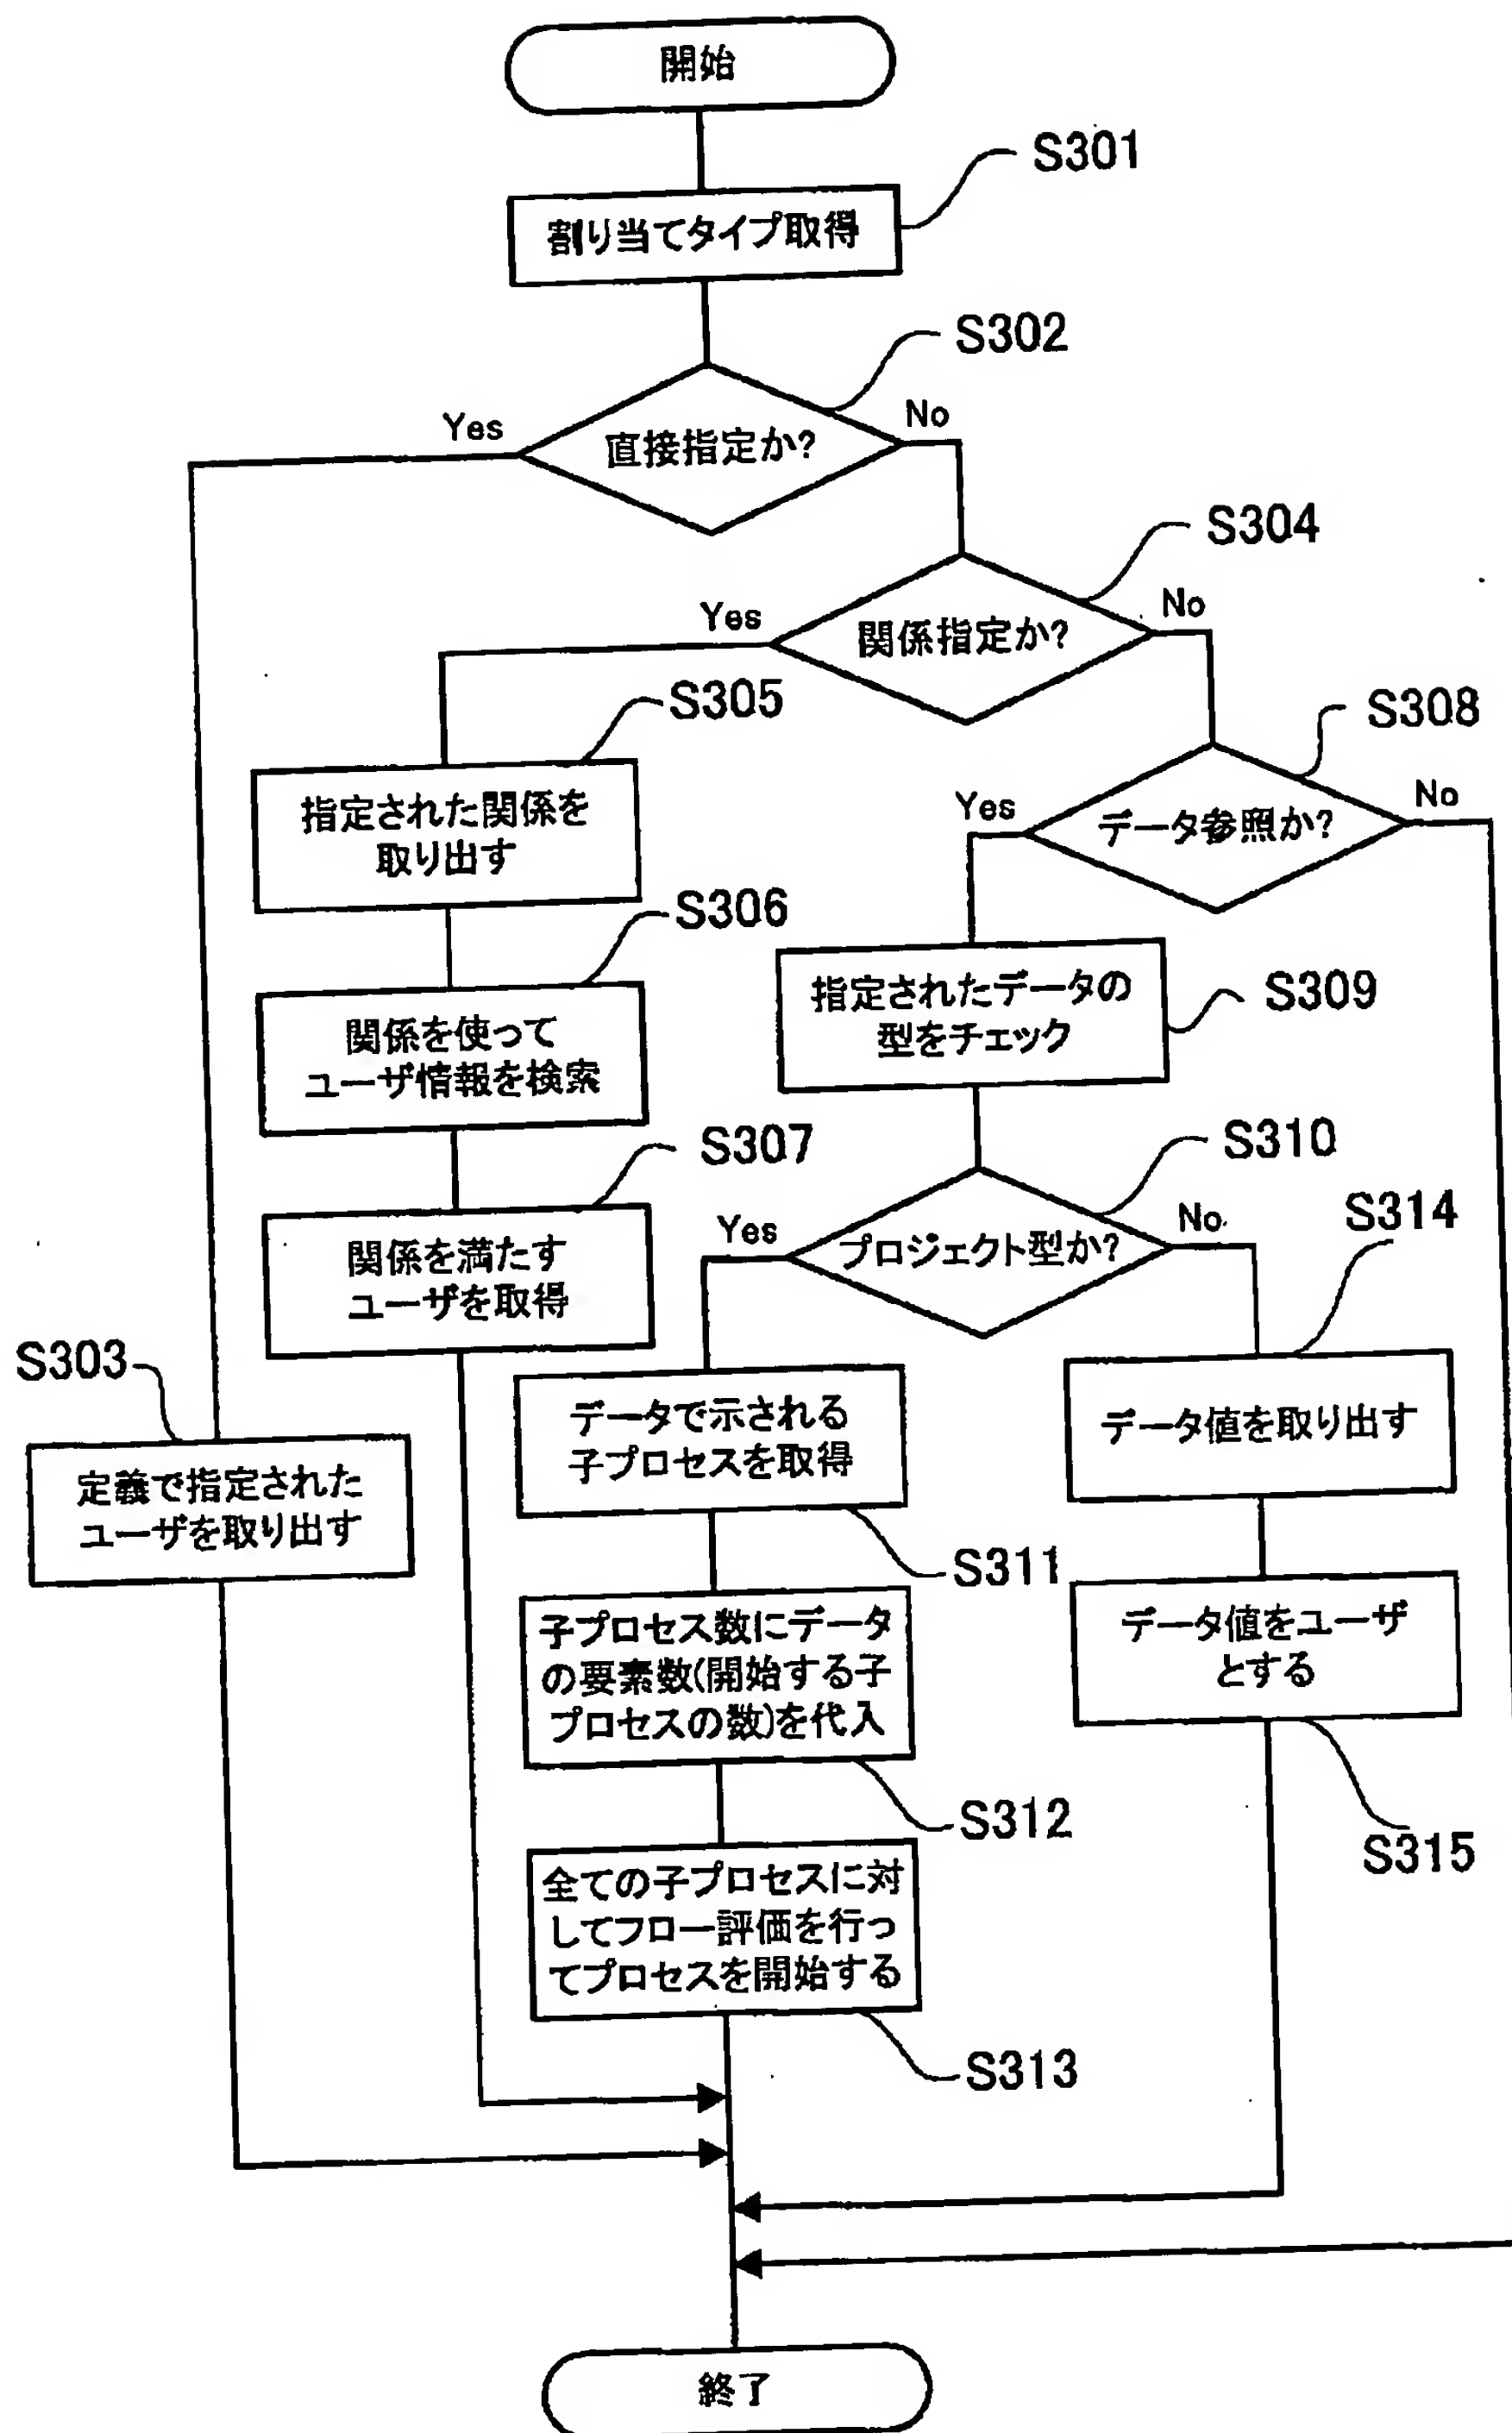 開始
S301
割り当てタイプ取得
S302
Yes
No
直接指定か?
S304
Yes
No
関係指定か?
S305
S308
指定された関係を
取り出す
Yes
No
データ参照か?
S306
関係を使って
ユーザ情報を検索
指定されたデータの
型をチェック
S309
S307
S310
関係を満たす
ユーザを取得
Yes
No
プロジェクト型か?
S314
S303
定義で指定された
ユーザを取り出す
データで示される
子プロセスを取得
データ値を取り出す
S311
子プロセス数にデータ
の要素数(開始する子
プロセスの数)を代入
データ値をユーザ
とする
S312
S315
全ての子プロセスに対
してフロー評価を行っ
てプロセスを開始する
S313
終了